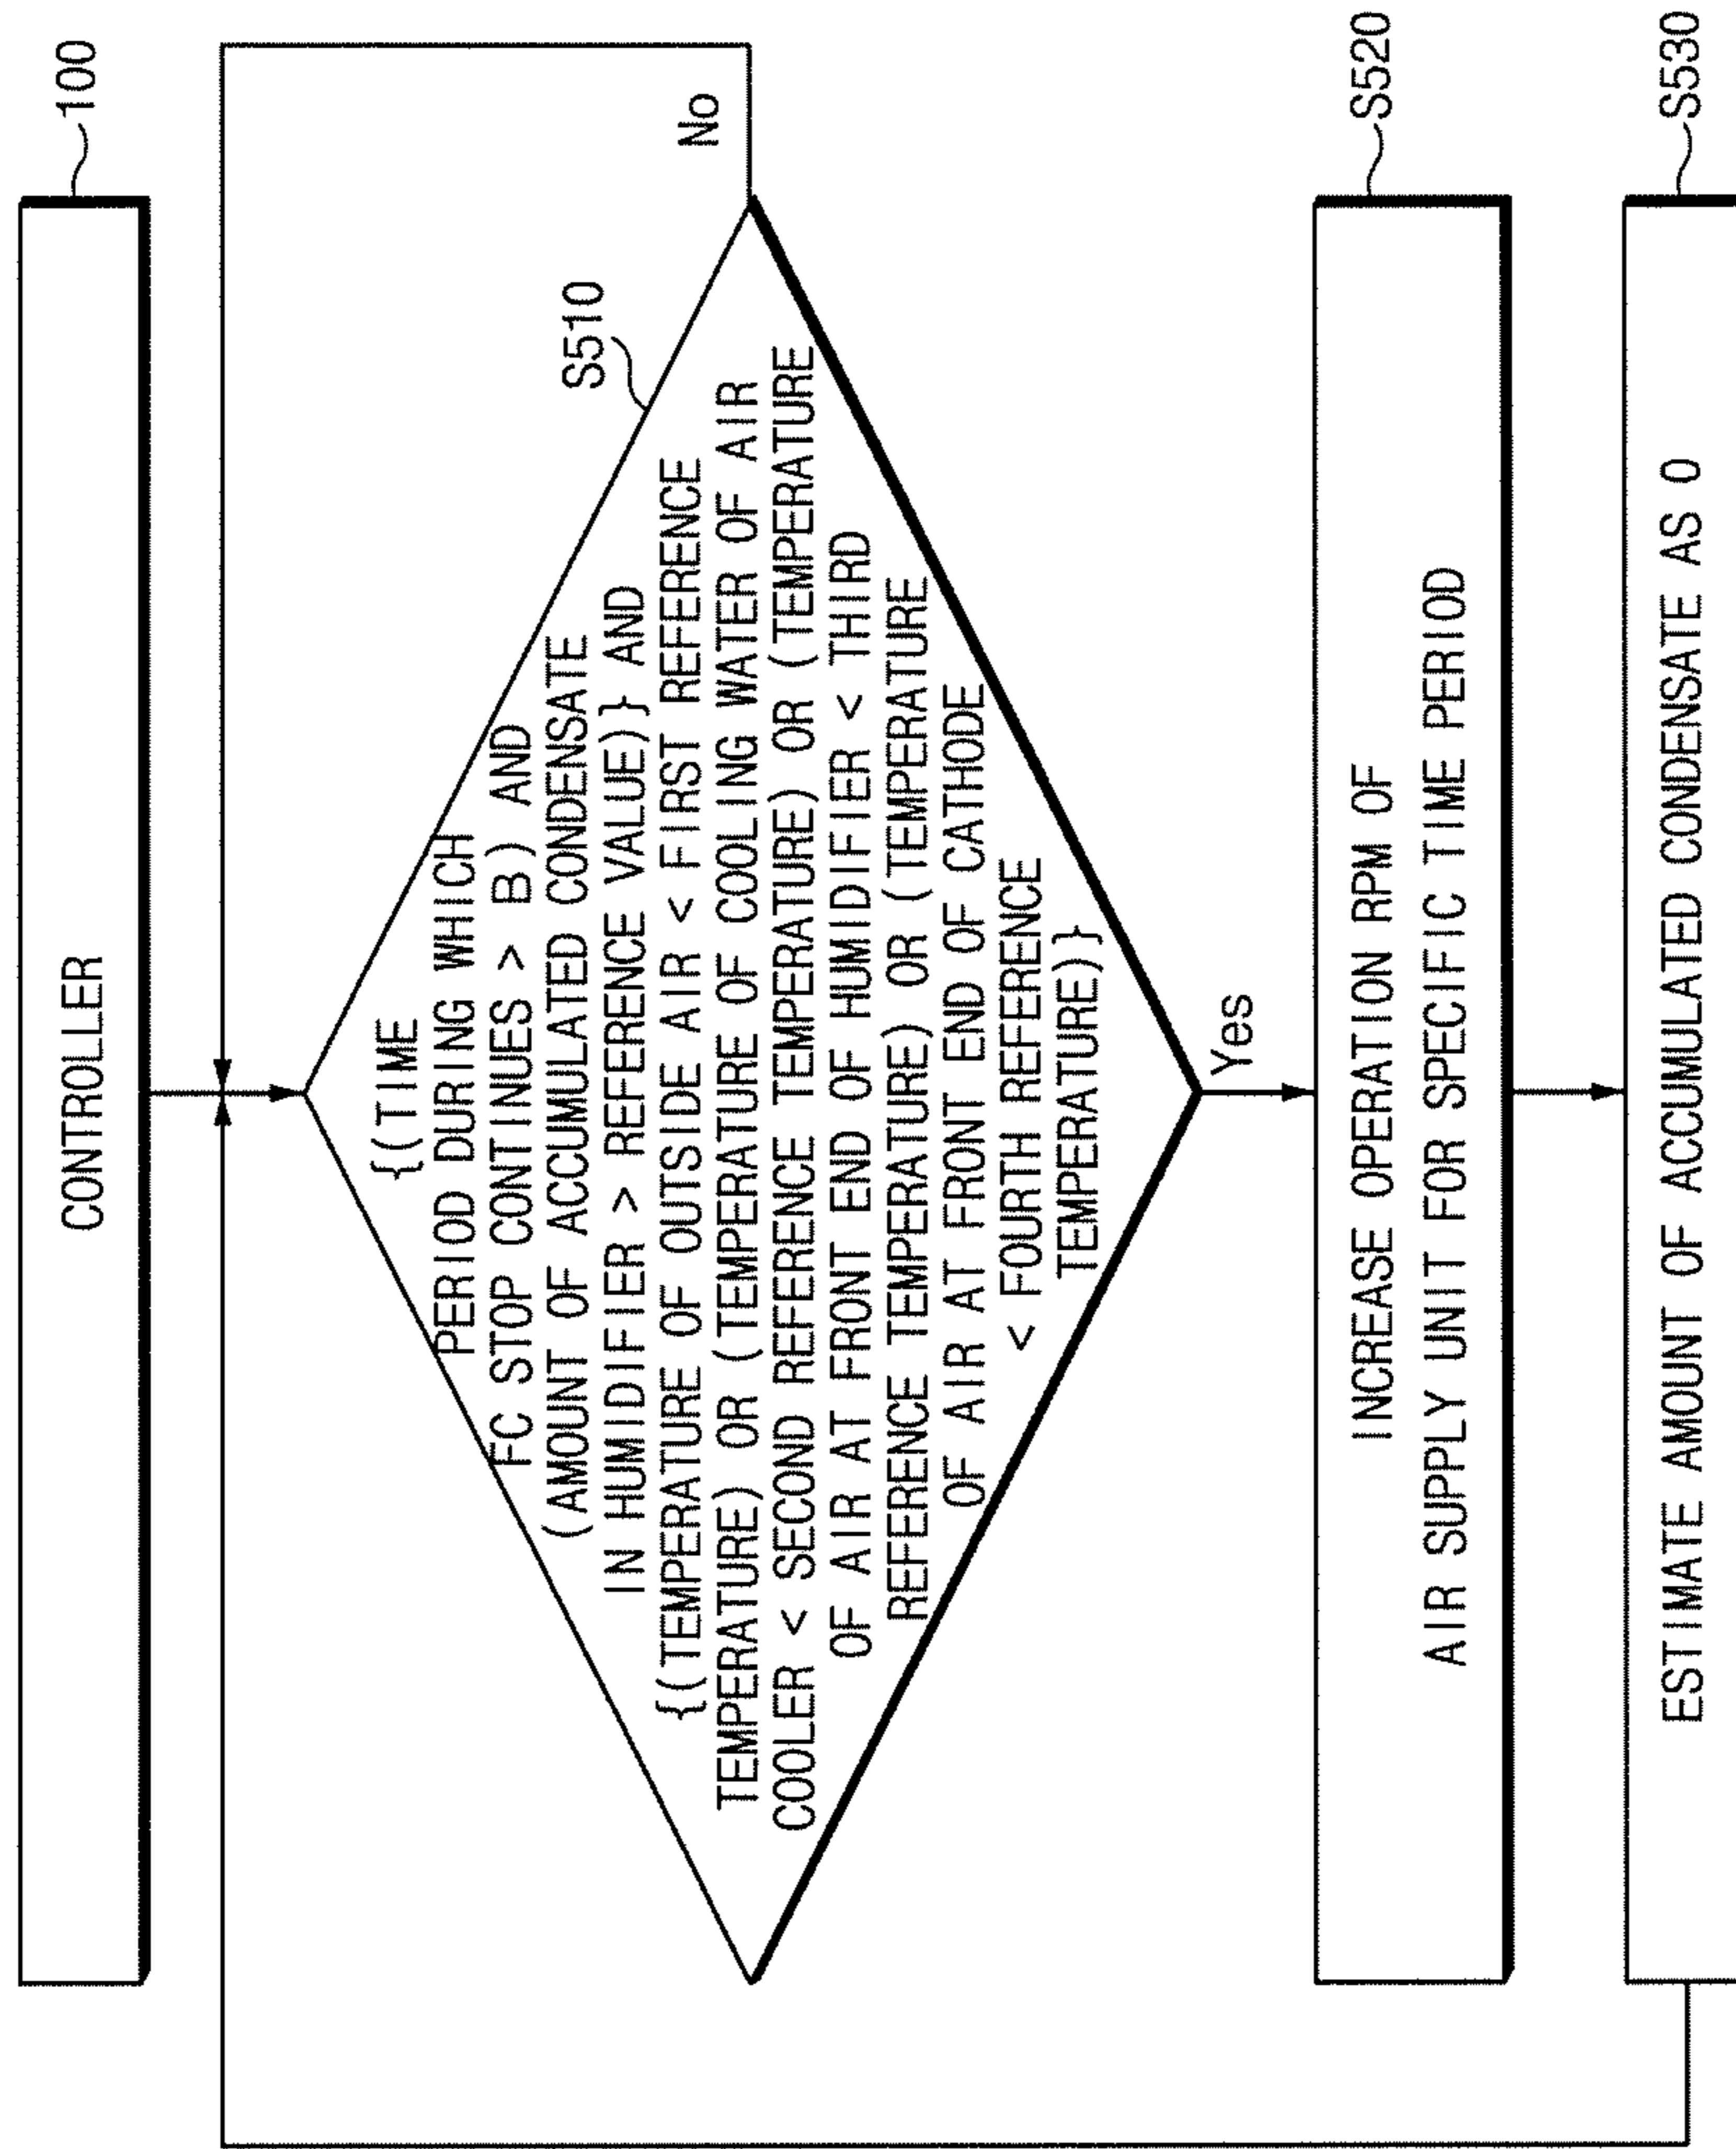 CONTROLLER
100
{(TIME
PERIOD DURING WHICH
FC STOP CONTINUES > B) AND
(AMOUNT OF ACCUMULATED CONDENSATE
IN HUMIDIFIER > REFERENCE VALUE)} AND
{(TEMPERATURE OF OUTSIDE AIR < FIRST REFERENCE
TEMPERATURE) OR (TEMPERATURE OF COOLING WATER OF AIR
COOLER < SECOND REFERENCE TEMPERATURE) OR (TEMPERATURE
OF AIR AT FRONT END OF HUMIDIFIER < THIRD
REFERENCE TEMPERATURE) OR (TEMPERATURE
OF AIR AT FRONT END OF CATHODE
< FOURTH REFERENCE
TEMPERATURE)}
S510
No
Yes
INCREASE OPERATION RPM OF
AIR SUPPLY UNIT FOR SPECIFIC TIME PERIOD
S520
ESTIMATE AMOUNT OF ACCUMULATED CONDENSATE AS 0
S530